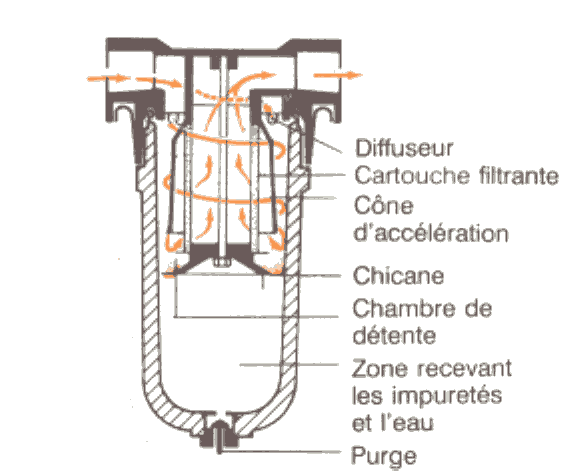 Diffuseur
Cartouche filtrante
Cône
d'accélération
Chicane
Chambre de
détente
Zone recevant
les impuretés
et l'eau
Purge